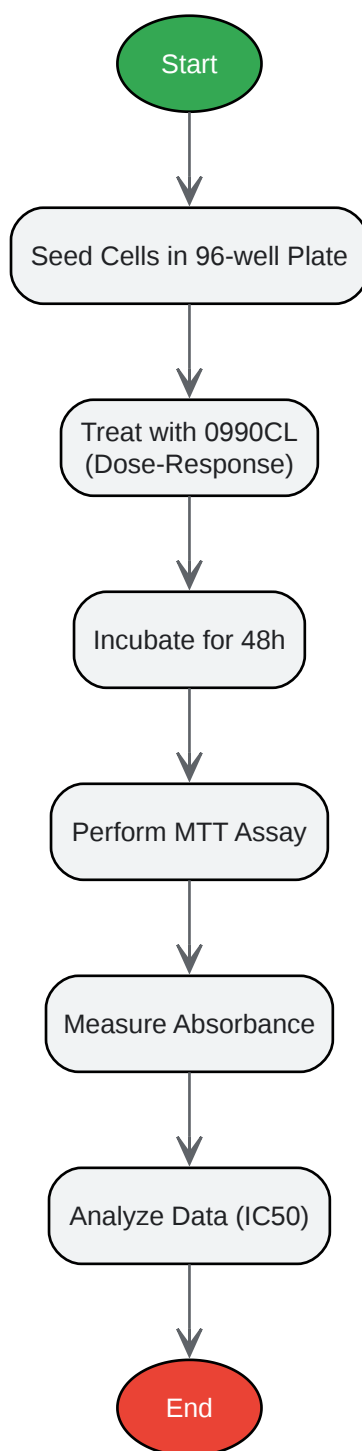 Start
Seed Cells in 96-well Plate
Treat with 0990CL
(Dose-Response)
Incubate for 48h
Perform MTT Assay
Measure Absorbance
Analyze Data (IC50)
End